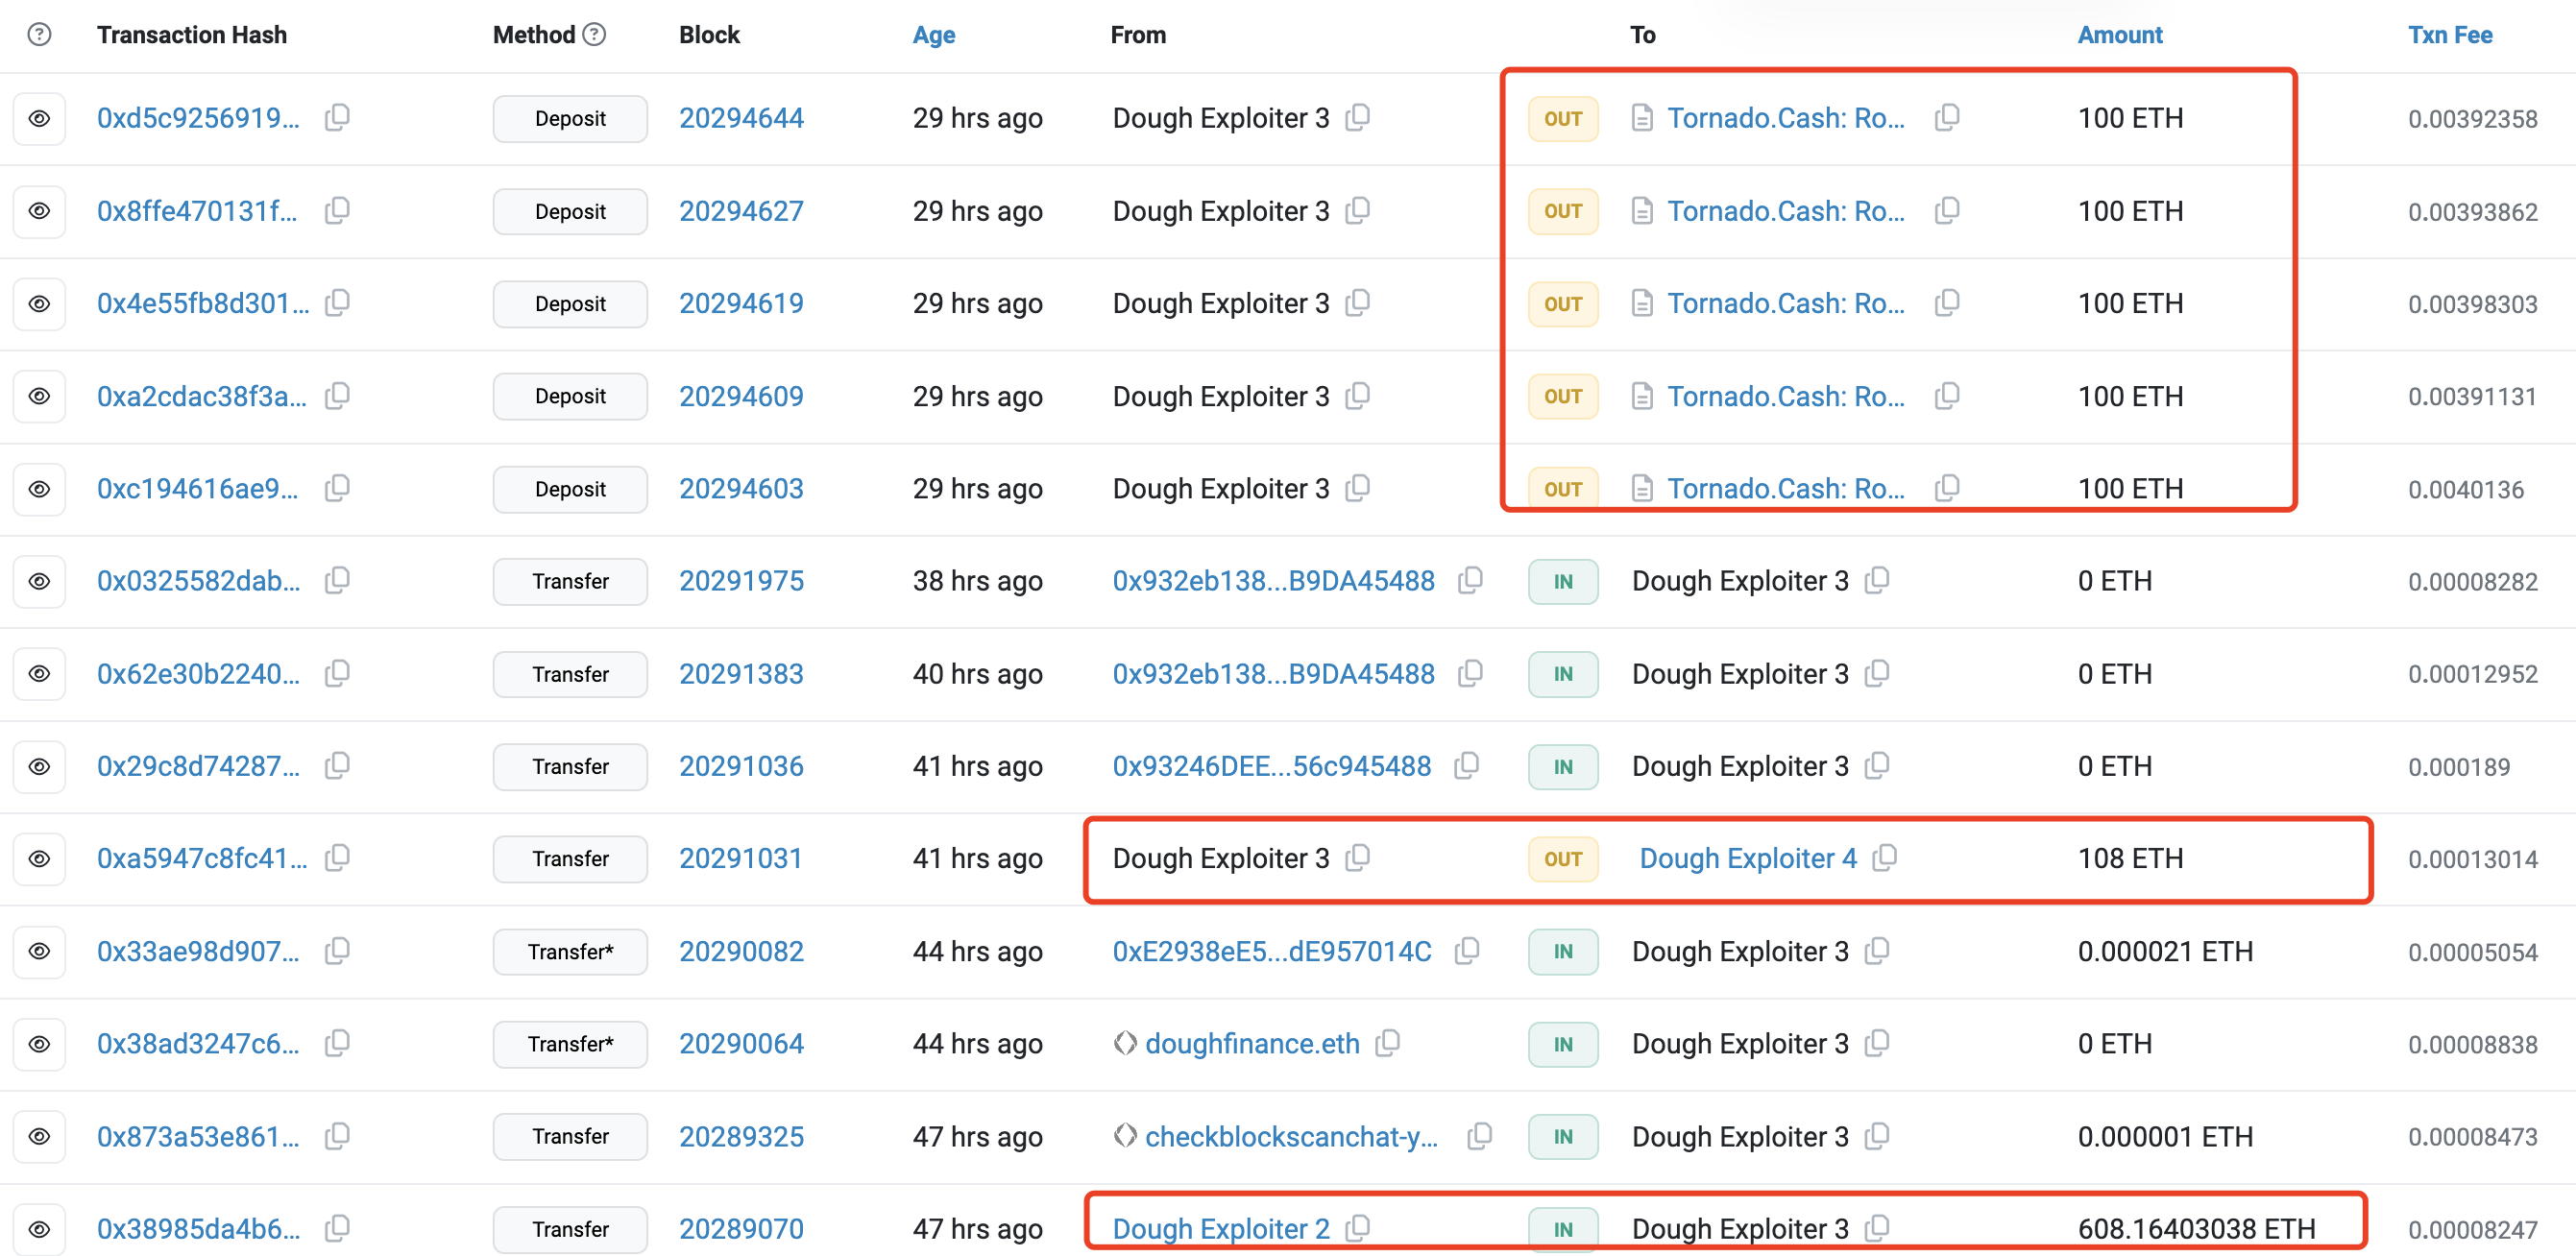 Transaction Hash Method Block Age From To Amount Txn Fee
0xd5c9256919... Deposit 20294644 29 hrs ago Dough Exploiter 3 OUT Tornado.Cash: Ro... 100 ETH 0.00392358
0x8ffe470131f... Deposit 20294627 29 hrs ago Dough Exploiter 3 OUT Tornado.Cash: Ro... 100 ETH 0.00393862
0x4e55fb8d301... Deposit 20294619 29 hrs ago Dough Exploiter 3 OUT Tornado.Cash: Ro... 100 ETH 0.00398303
0xa2cdac38f3a... Deposit 20294609 29 hrs ago Dough Exploiter 3 OUT Tornado.Cash: Ro... 100 ETH 0.00391131
0xc194616ae9... Deposit 20294603 29 hrs ago Dough Exploiter 3 OUT Tornado.Cash: Ro... 100 ETH 0.0040136
0x0325582dab... Transfer 20291975 38 hrs ago 0x932eb138...B9DA45488 IN Dough Exploiter 3 0 ETH 0.00008282
0x62e30b2240... Transfer 20291383 40 hrs ago 0x932eb138...B9DA45488 IN Dough Exploiter 3 0 ETH 0.00012952
0x29c8d74287... Transfer 20291036 41 hrs ago 0x93246DEE...56c945488 IN Dough Exploiter 3 0 ETH 0.000189
0xa5947c8fc41... Transfer 20291031 41 hrs ago Dough Exploiter 3 OUT Dough Exploiter 4 108 ETH 0.00013014
0x33ae98d907... Transfer* 20290082 44 hrs ago 0xE2938eE5...dE957014C IN Dough Exploiter 3 0.000021 ETH 0.00005054
0x38ad3247c6... Transfer* 20290064 44 hrs ago doughfinance.eth IN Dough Exploiter 3 0 ETH 0.00008838
0x873a53e861... Transfer 20289325 47 hrs ago checkblockscanchat-y... IN Dough Exploiter 3 0.000001 ETH 0.00008473
0x38985da4b6... Transfer 20289070 47 hrs ago Dough Exploiter 2 IN Dough Exploiter 3 608.16403038 ETH 0.00008247